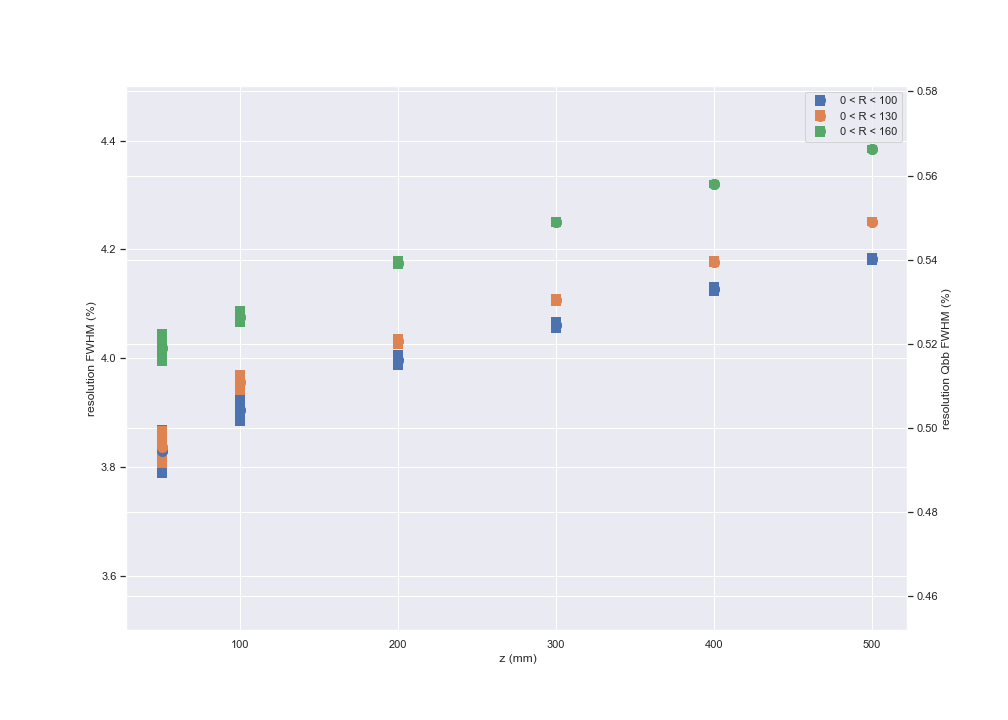 0 < R < 100
0 < R < 130
0 < R < 160
4.4
4.2
4.0
3.8
3.6
resolution FWHM (%)
0.58
0.56
0.54
0.52
0.50
0.48
0.46
resolution Qbb FWHM (%)
100
200
300
400
500
z (mm)